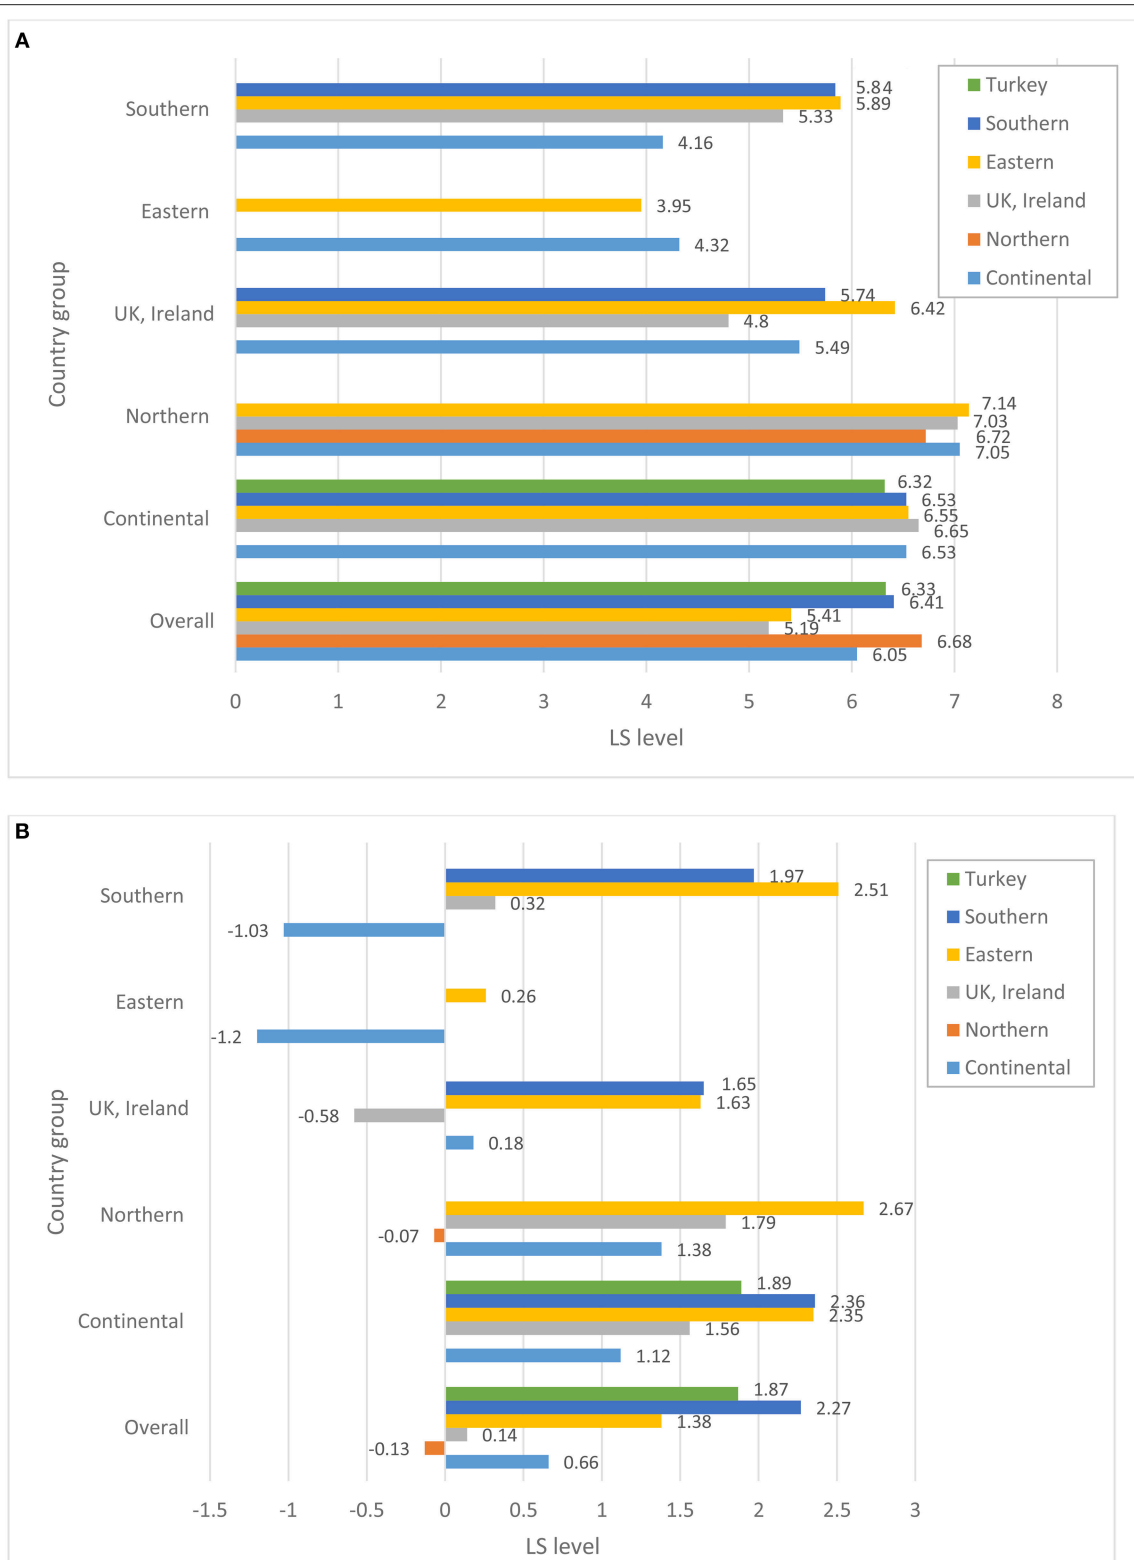 A
Southern
5.84
5.89
5.33
4.16
Eastern
3.95
4.32
UK, Ireland
5.74
6.42
4.8
5.49
Northern
7.14
7.03
6.72
7.05
Continental
6.32
6.53
6.55
6.65
6.53
Overall
6.33
6.41
5.41
5.19
6.68
6.05
Country group
0 1 2 3 4 5 6 7 8
LS level
Turkey
Southern
Eastern
UK, Ireland
Northern
Continental
B
Southern
1.97
2.51
0.32
-1.03
Eastern
0.26
-1.2
UK, Ireland
1.65
1.63
-0.58
0.18
Northern
2.67
1.79
-0.07
1.38
Continental
1.89
2.36
2.35
1.56
1.12
Overall
1.87
2.27
1.38
0.14
-0.13
0.66
Country group
-1.5 -1 -0.5 0 0.5 1 1.5 2 2.5 3
LS level
Turkey
Southern
Eastern
UK, Ireland
Northern
Continental